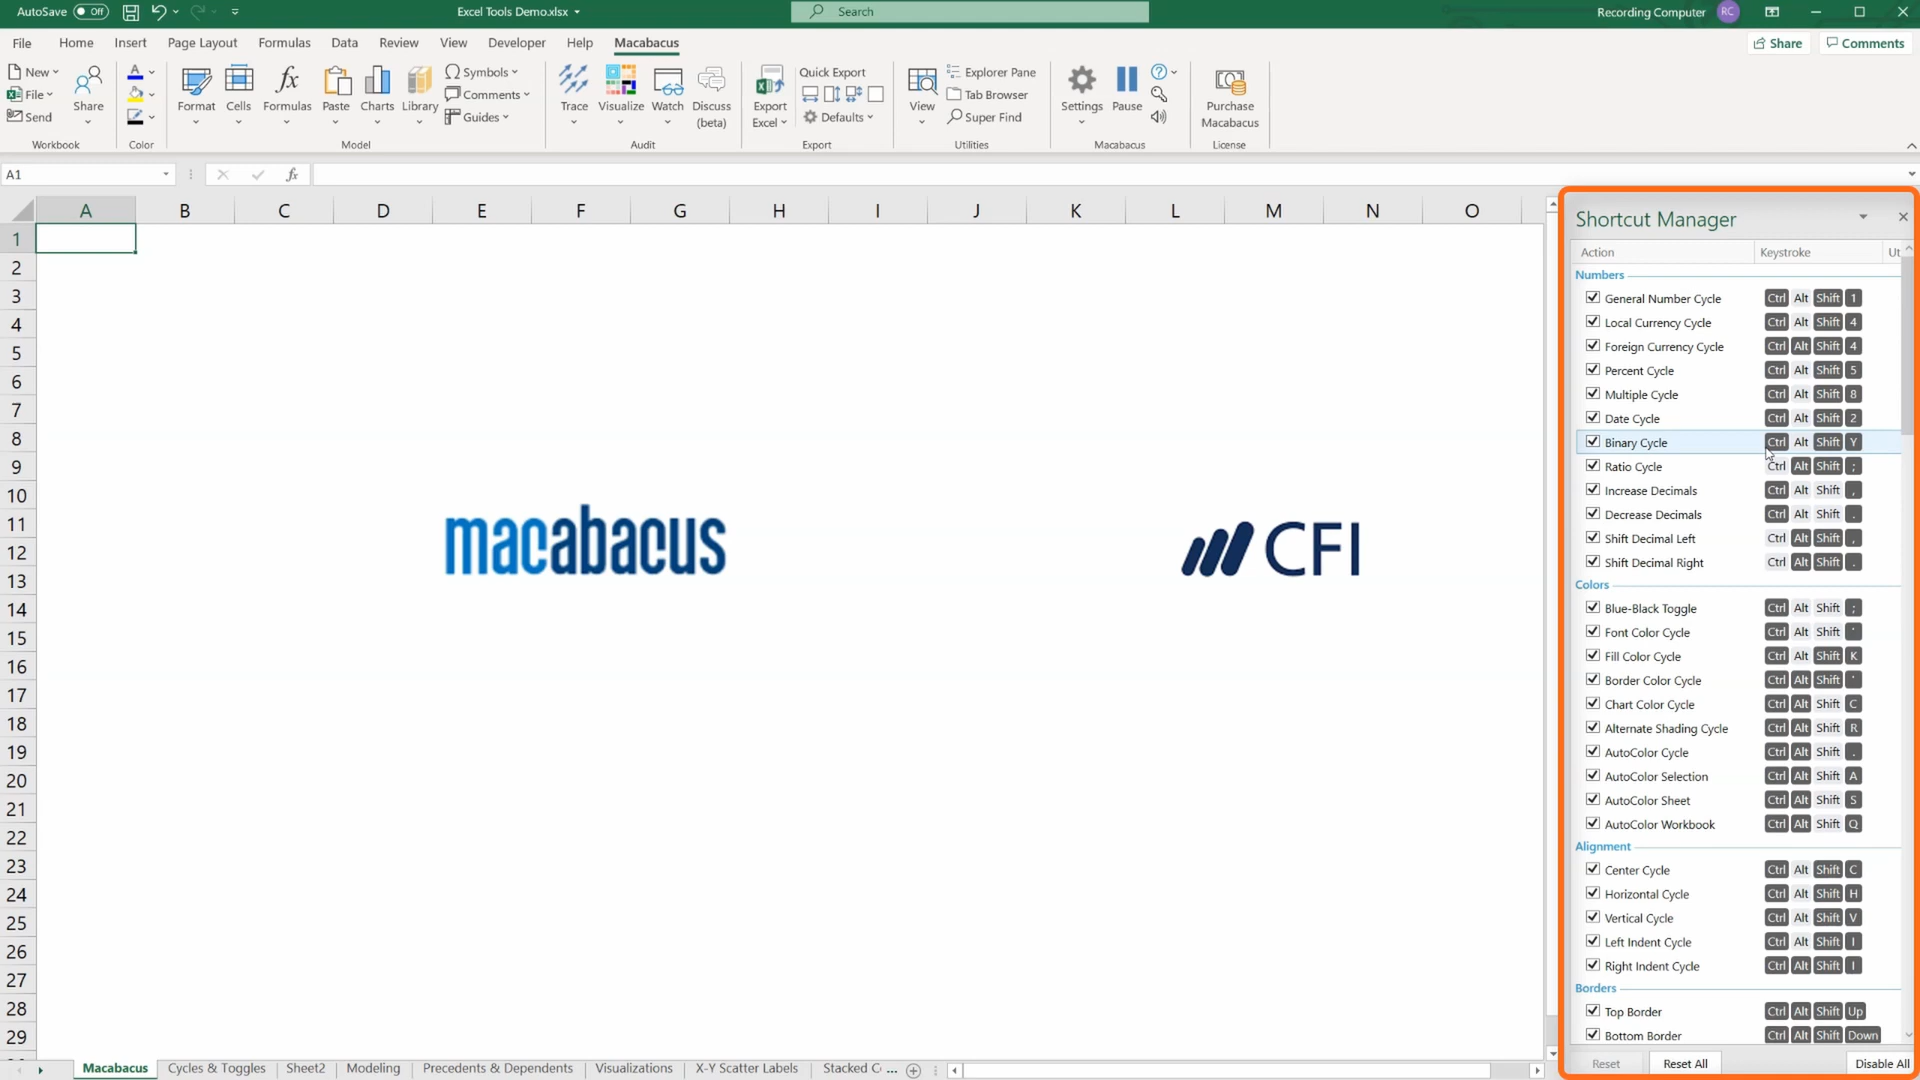 AutoSave Off Excel Tools Demo.xlsx Search Recording Computer RC
File Home Insert Page Layout Formulas Data Review View Developer Help Macabacus Share Comments
New
File
Send
Share
Workbook
Color
Format Cells Formulas Paste Charts Library
Symbols
Comments
Guides
Model
Trace Visualize Watch Discuss
(beta)
Audit
Export
Excel
Quick Export
Defaults
Export
View
Explorer Pane
Tab Browser
Super Find
Utilities
Settings Pause
Macabacus
Purchase
Macabacus
License
A1 fx
A B C D E F G H I J K L M N O
1
2
3
4
5
6
7
8
9
10
11
12
13
14
15
16
17
18
19
20
21
22
23
24
25
26
27
28
29
macabacus CFI
Shortcut Manager
Action Keystroke Ut
Numbers
General Number Cycle Ctrl Alt Shift 1
Local Currency Cycle Ctrl Alt Shift 4
Foreign Currency Cycle Ctrl Alt Shift 4
Percent Cycle Ctrl Alt Shift 5
Multiple Cycle Ctrl Alt Shift 8
Date Cycle Ctrl Alt Shift 2
Binary Cycle Ctrl Alt Shift Y
Ratio Cycle Ctrl Alt Shift ;
Increase Decimals Ctrl Alt Shift ,
Decrease Decimals Ctrl Alt Shift .
Shift Decimal Left Ctrl Alt Shift ,
Shift Decimal Right Ctrl Alt Shift .
Colors
Blue-Black Toggle Ctrl Alt Shift ;
Font Color Cycle Ctrl Alt Shift '
Fill Color Cycle Ctrl Alt Shift K
Border Color Cycle Ctrl Alt Shift '
Chart Color Cycle Ctrl Alt Shift C
Alternate Shading Cycle Ctrl Alt Shift R
AutoColor Cycle Ctrl Alt Shift .
AutoColor Selection Ctrl Alt Shift A
AutoColor Sheet Ctrl Alt Shift S
AutoColor Workbook Ctrl Alt Shift Q
Alignment
Center Cycle Ctrl Alt Shift C
Horizontal Cycle Ctrl Alt Shift H
Vertical Cycle Ctrl Alt Shift V
Left Indent Cycle Ctrl Alt Shift I
Right Indent Cycle Ctrl Alt Shift I
Borders
Top Border Ctrl Alt Shift Up
Bottom Border Ctrl Alt Shift Down
Reset Reset All Disable All
Macabacus Cycles & Toggles Sheet2 Modeling Precedents & Dependents Visualizations X-Y Scatter Labels Stacked C ...